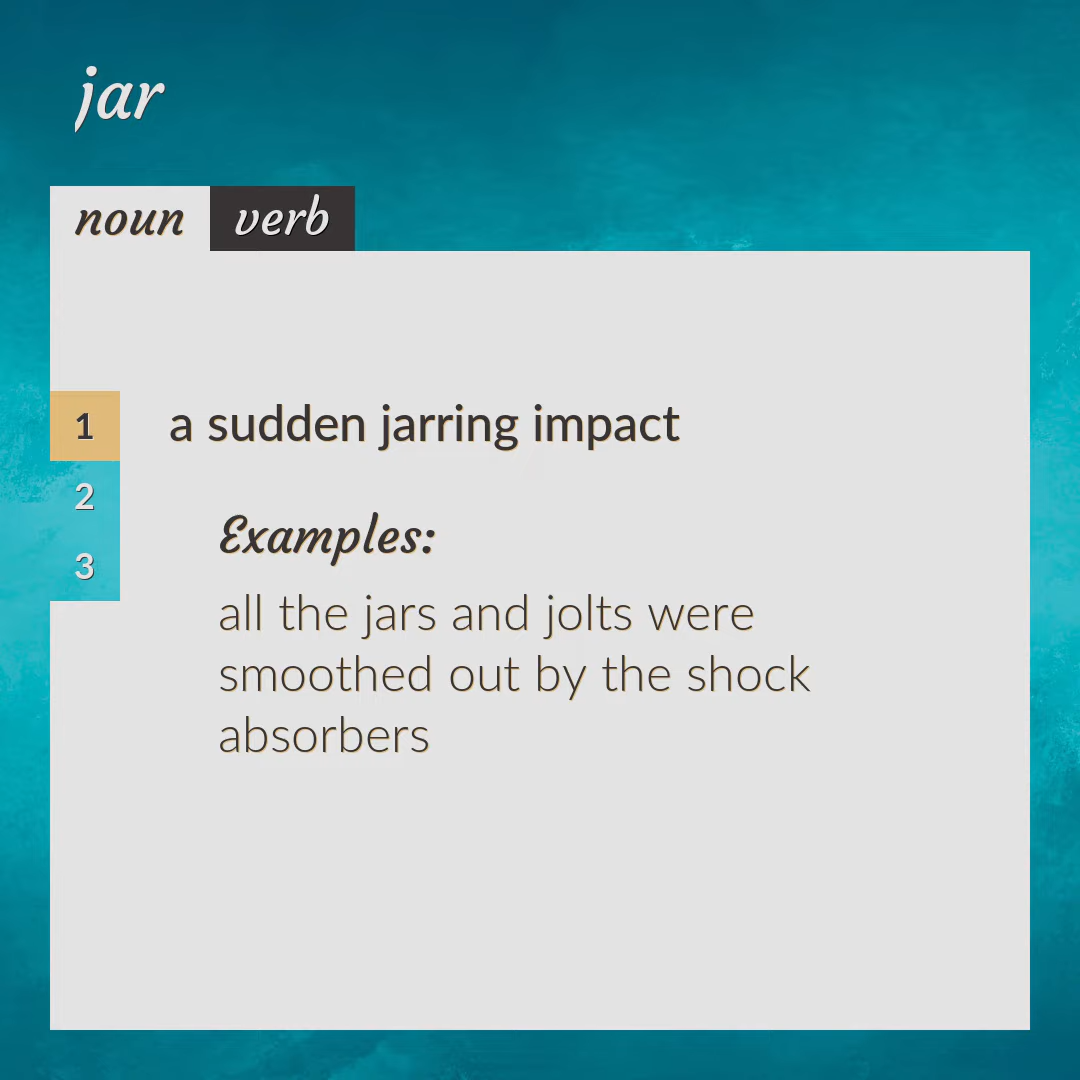 jar
noun verb
1 a sudden jarring impact
2
3
Examples:
all the jars and jolts were
smoothed out by the shock
absorbers